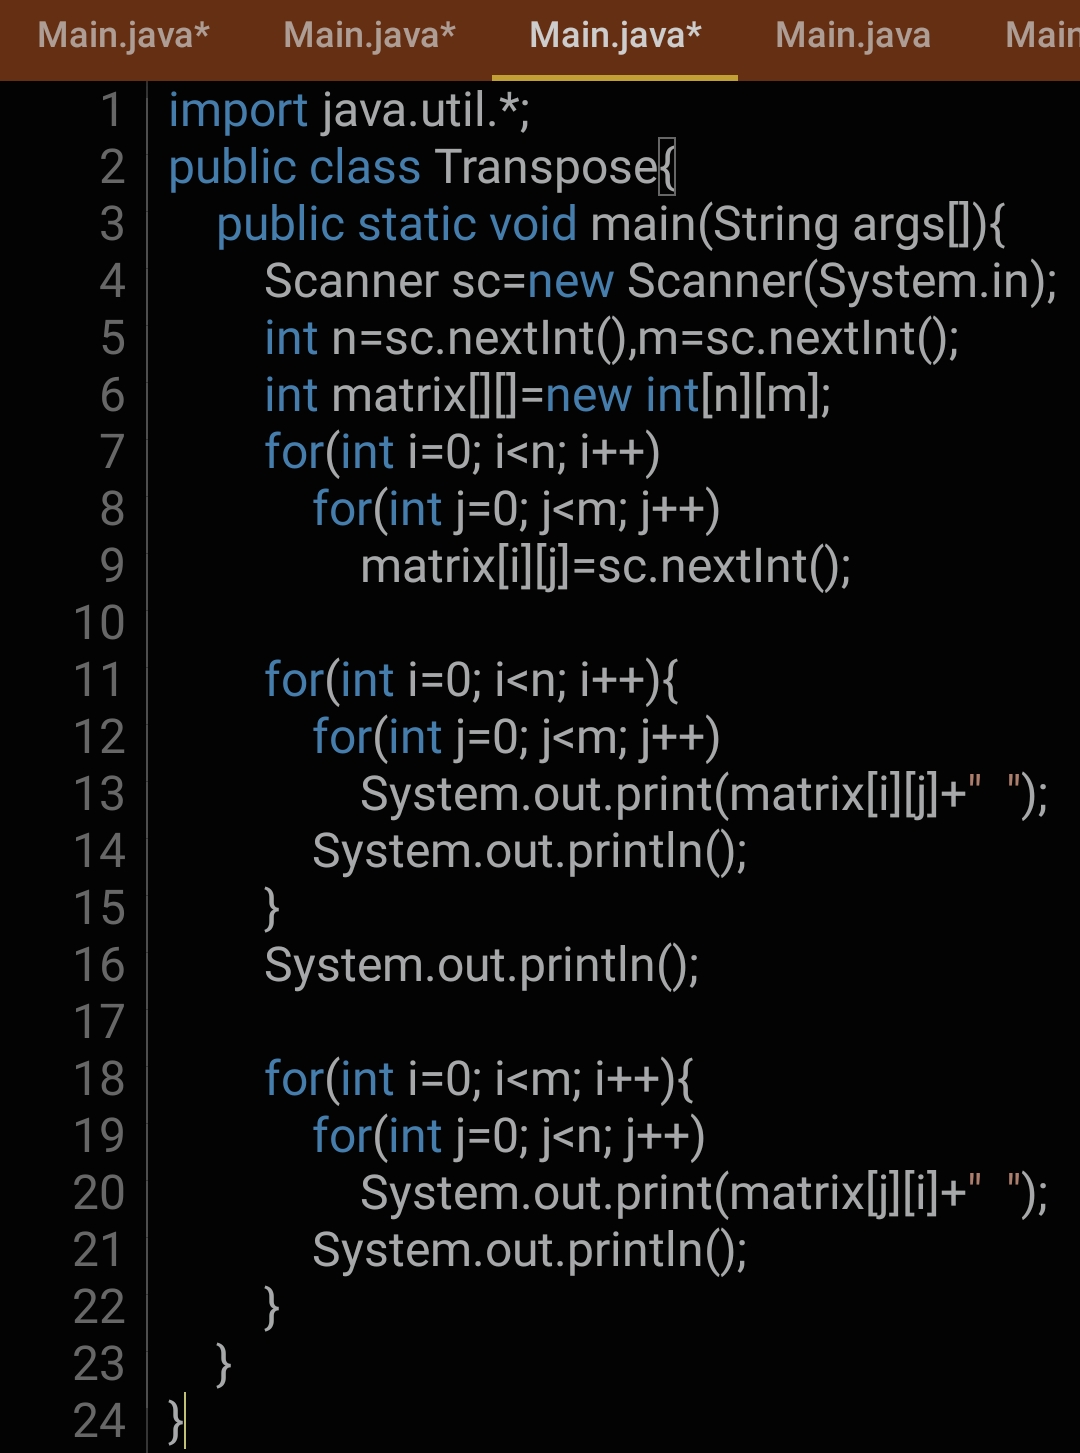 Main.java* Main.java* Main.java* Main.java Main
1 import java.util.*;
2 public class Transpose{
3 public static void main(String args[]){
4 Scanner sc=new Scanner(System.in);
5 int n=sc.nextInt(),m=sc.nextInt();
6 int matrix[][]=new int[n][m];
7 for(int i=0; i<n; i++)
8 for(int j=0; j<m; j++)
9 matrix[i][j]=sc.nextInt();
10
11 for(int i=0; i<n; i++){
12 for(int j=0; j<m; j++)
13 System.out.print(matrix[i][j]+"  ");
14 System.out.println();
15 }
16 System.out.println();
17
18 for(int i=0; i<m; i++){
19 for(int j=0; j<n; j++)
20 System.out.print(matrix[j][i]+"  ");
21 System.out.println();
22 }
23 }
24 }